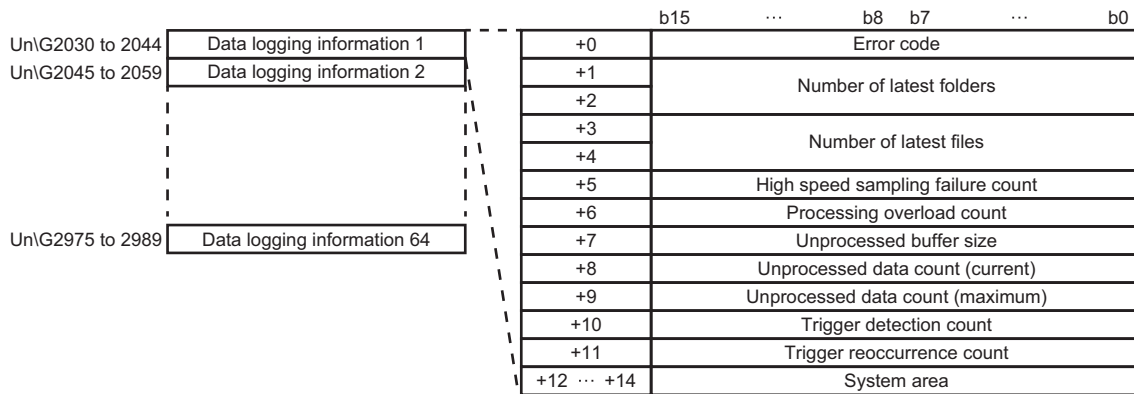 b15 ⋯ b8 b7 ⋯ b0
Un\G2030 to 2044 Data logging information 1 +0 Error code
Un\G2045 to 2059 Data logging information 2 +1
Number of latest folders
+2
+3
Number of latest files
+4
+5 High speed sampling failure count
+6 Processing overload count
Un\G2975 to 2989 Data logging information 64 +7 Unprocessed buffer size
+8 Unprocessed data count (current)
+9 Unprocessed data count (maximum)
+10 Trigger detection count
+11 Trigger reoccurrence count
+12 ⋯ +14 System area